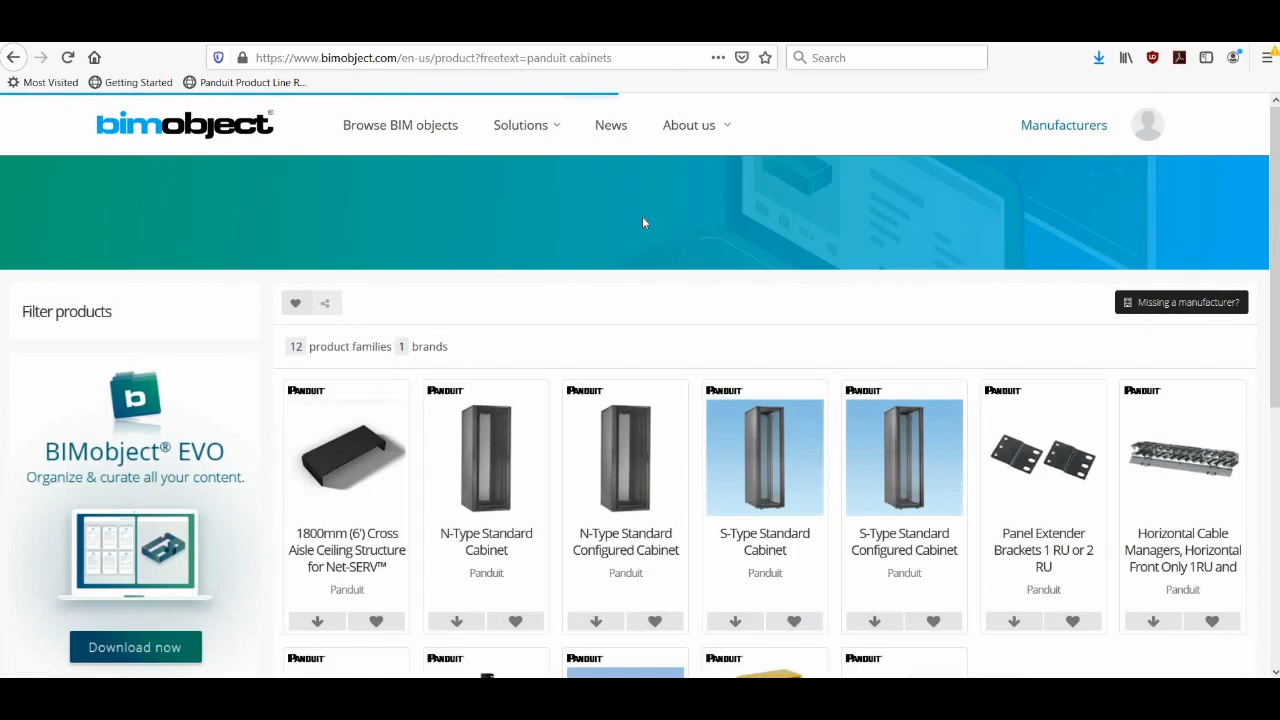 https://www.bimobject.com/en-us/product?freetext=panduit cabinets
Search
Most Visited
Getting Started
Panduit Product Line R...
bimobject®
Browse BIM objects
Solutions
News
About us
Manufacturers
Filter products
Missing a manufacturer?
12 product families 1 brands
b
BIMobject® EVO
Organize & curate all your content.
Download now
PANDUIT
1800mm (6') Cross
Aisle Ceiling Structure
for Net-SERV™
Panduit
PANDUIT
N-Type Standard
Cabinet
Panduit
PANDUIT
N-Type Standard
Configured Cabinet
Panduit
PANDUIT
S-Type Standard
Cabinet
Panduit
PANDUIT
S-Type Standard
Configured Cabinet
Panduit
PANDUIT
Panel Extender
Brackets 1 RU or 2
RU
Panduit
PANDUIT
Horizontal Cable
Managers, Horizontal
Front Only 1RU and
Panduit
PANDUIT
PANDUIT
PANDUIT
PANDUIT
PANDUIT